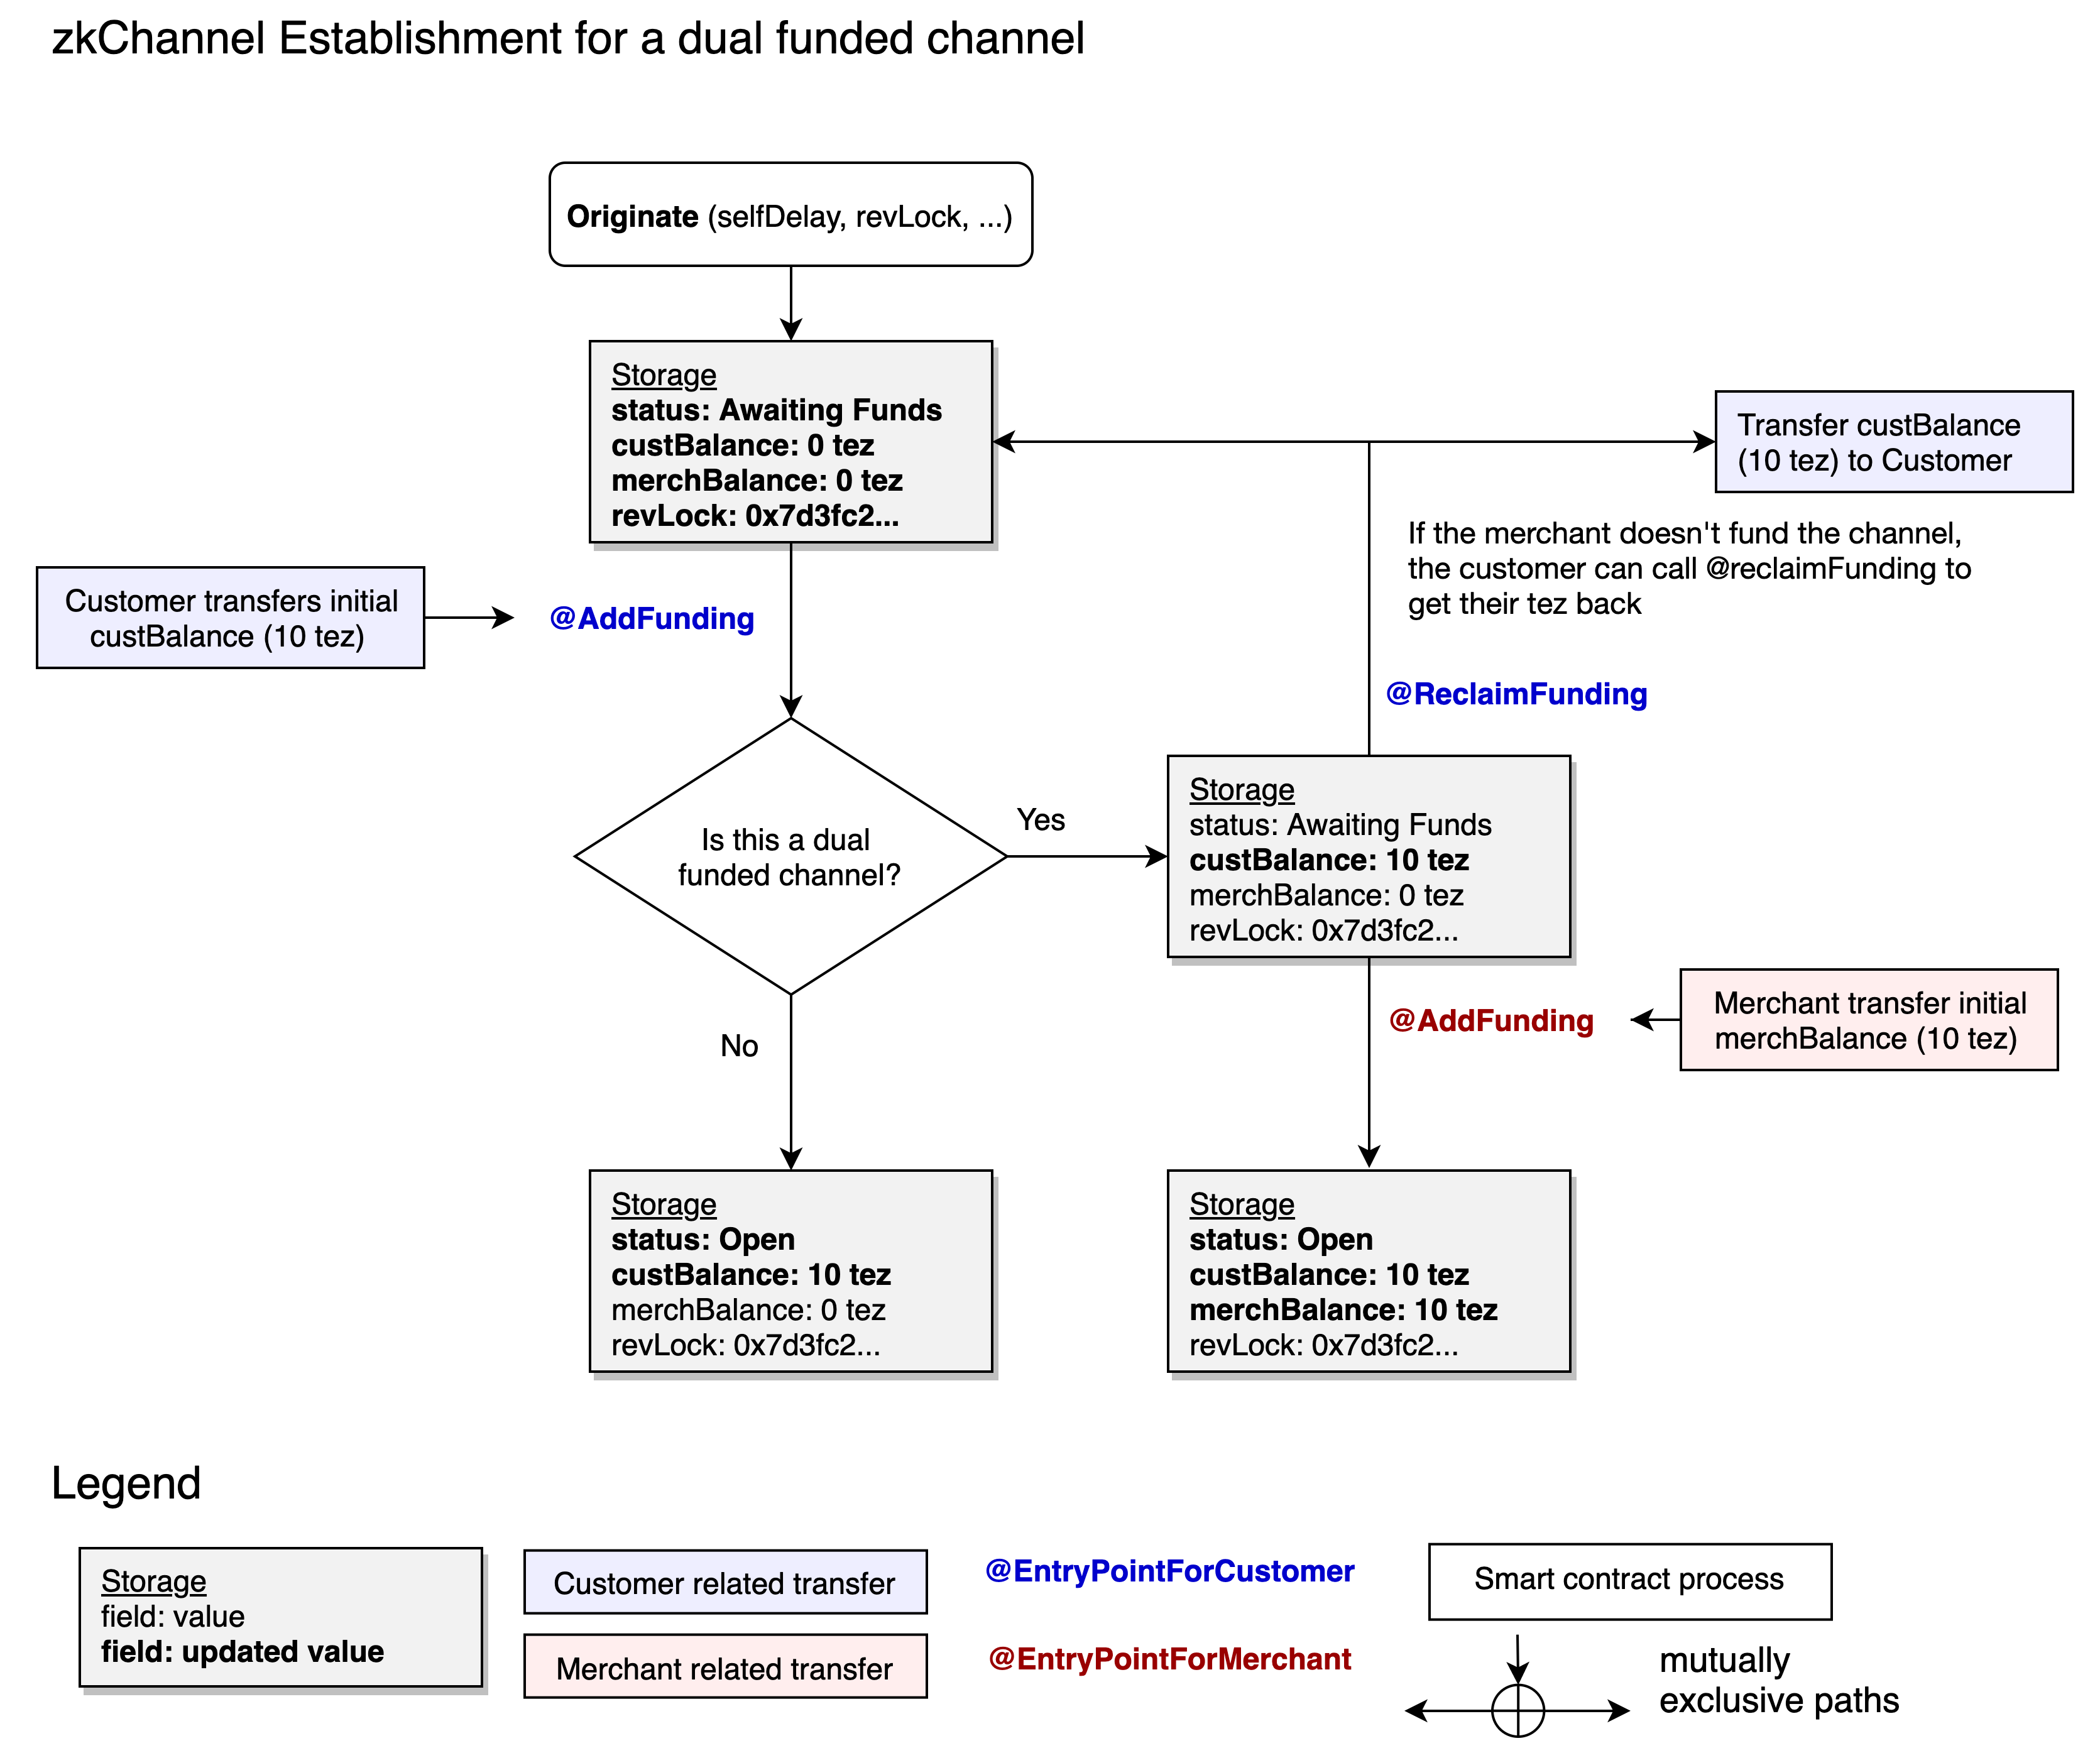 zkChannel Establishment for a dual funded channel
Originate (selfDelay, revLock, ...)
Storage
status: Awaiting Funds
custBalance: 0 tez
merchBalance: 0 tez
revLock: 0x7d3fc2...
Transfer custBalance
(10 tez) to Customer
If the merchant doesn't fund the channel,
the customer can call @reclaimFunding to
get their tez back
Customer transfers initial
custBalance (10 tez)
@AddFunding
@ReclaimFunding
Is this a dual
funded channel?
Yes
Storage
status: Awaiting Funds
custBalance: 10 tez
merchBalance: 0 tez
revLock: 0x7d3fc2...
@AddFunding
Merchant transfer initial
merchBalance (10 tez)
No
Storage
status: Open
custBalance: 10 tez
merchBalance: 0 tez
revLock: 0x7d3fc2...
Storage
status: Open
custBalance: 10 tez
merchBalance: 10 tez
revLock: 0x7d3fc2...
Legend
Storage
field: value
field: updated value
Customer related transfer
Merchant related transfer
@EntryPointForCustomer
@EntryPointForMerchant
Smart contract process
mutually
exclusive paths